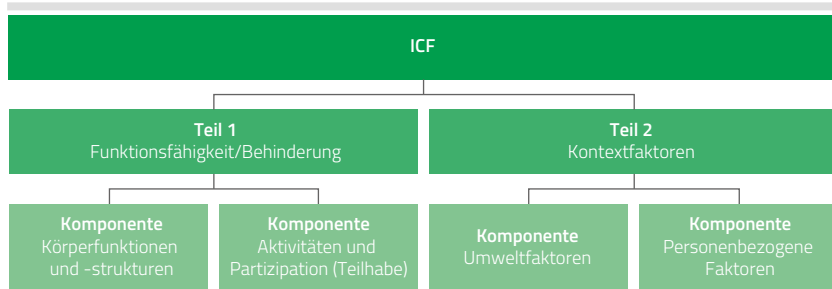 ICF
Teil 1
Funktionsfähigkeit/Behinderung
Teil 2
Kontextfaktoren
Komponente
Körperfunktionen
und -strukturen
Komponente
Aktivitäten und
Partizipation (Teilhabe)
Komponente
Umweltfaktoren
Komponente
Personenbezogene
Faktoren